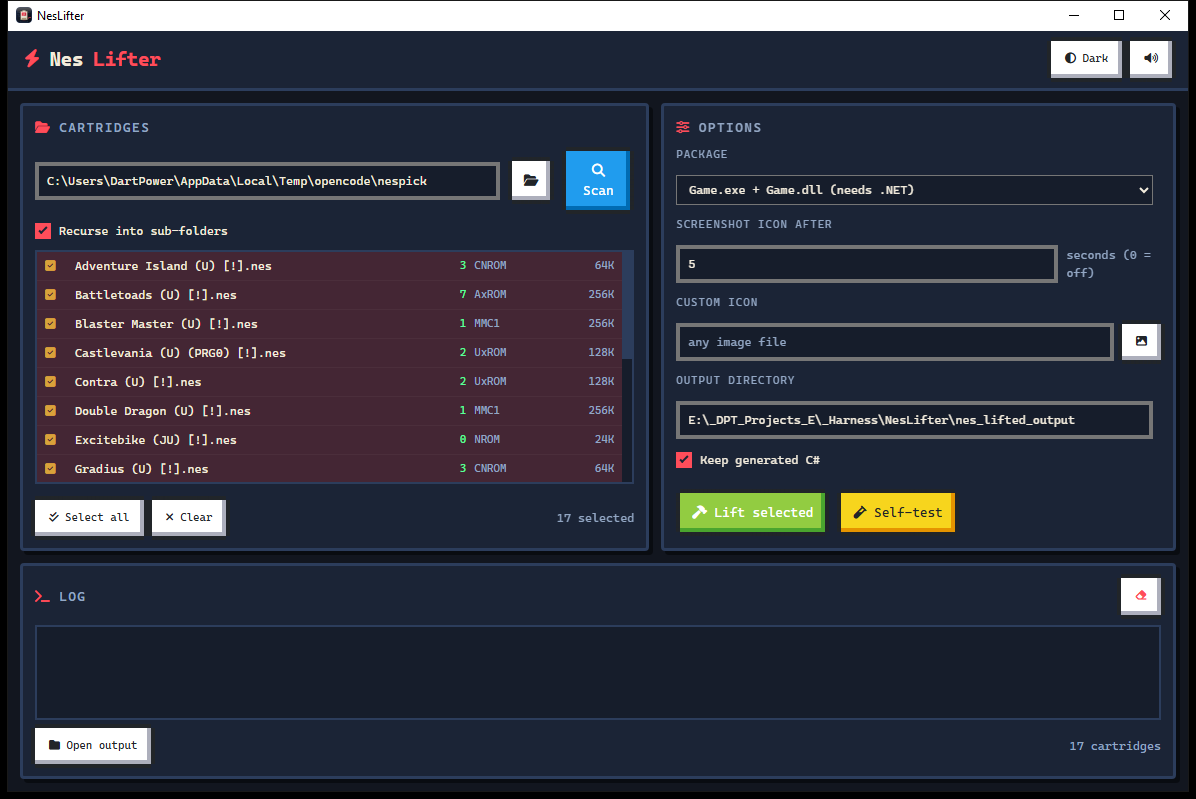 NesLifter
Nes Lifter
Dark
CARTRIDGES
C:\Users\DartPower\AppData\Local\Temp\opencode\nespick
Scan
Recurse into sub-folders
Adventure Island (U) [!].nes 3 CNROM 64K
Battletoads (U) [!].nes 7 AxROM 256K
Blaster Master (U) [!].nes 1 MMC1 256K
Castlevania (U) (PRG0) [!].nes 2 UxROM 128K
Contra (U) [!].nes 2 UxROM 128K
Double Dragon (U) [!].nes 1 MMC1 256K
Excitebike (JU) [!].nes 0 NROM 24K
Gradius (U) [!].nes 3 CNROM 64K
Select all
Clear
17 selected
OPTIONS
PACKAGE
Game.exe + Game.dll (needs .NET)
SCREENSHOT ICON AFTER
5
seconds (0 =
off)
CUSTOM ICON
any image file
OUTPUT DIRECTORY
E:\_DPT_Projects_E\_Harness\NesLifter\nes_lifted_output
Keep generated C#
Lift selected
Self-test
LOG
Open output
17 cartridges